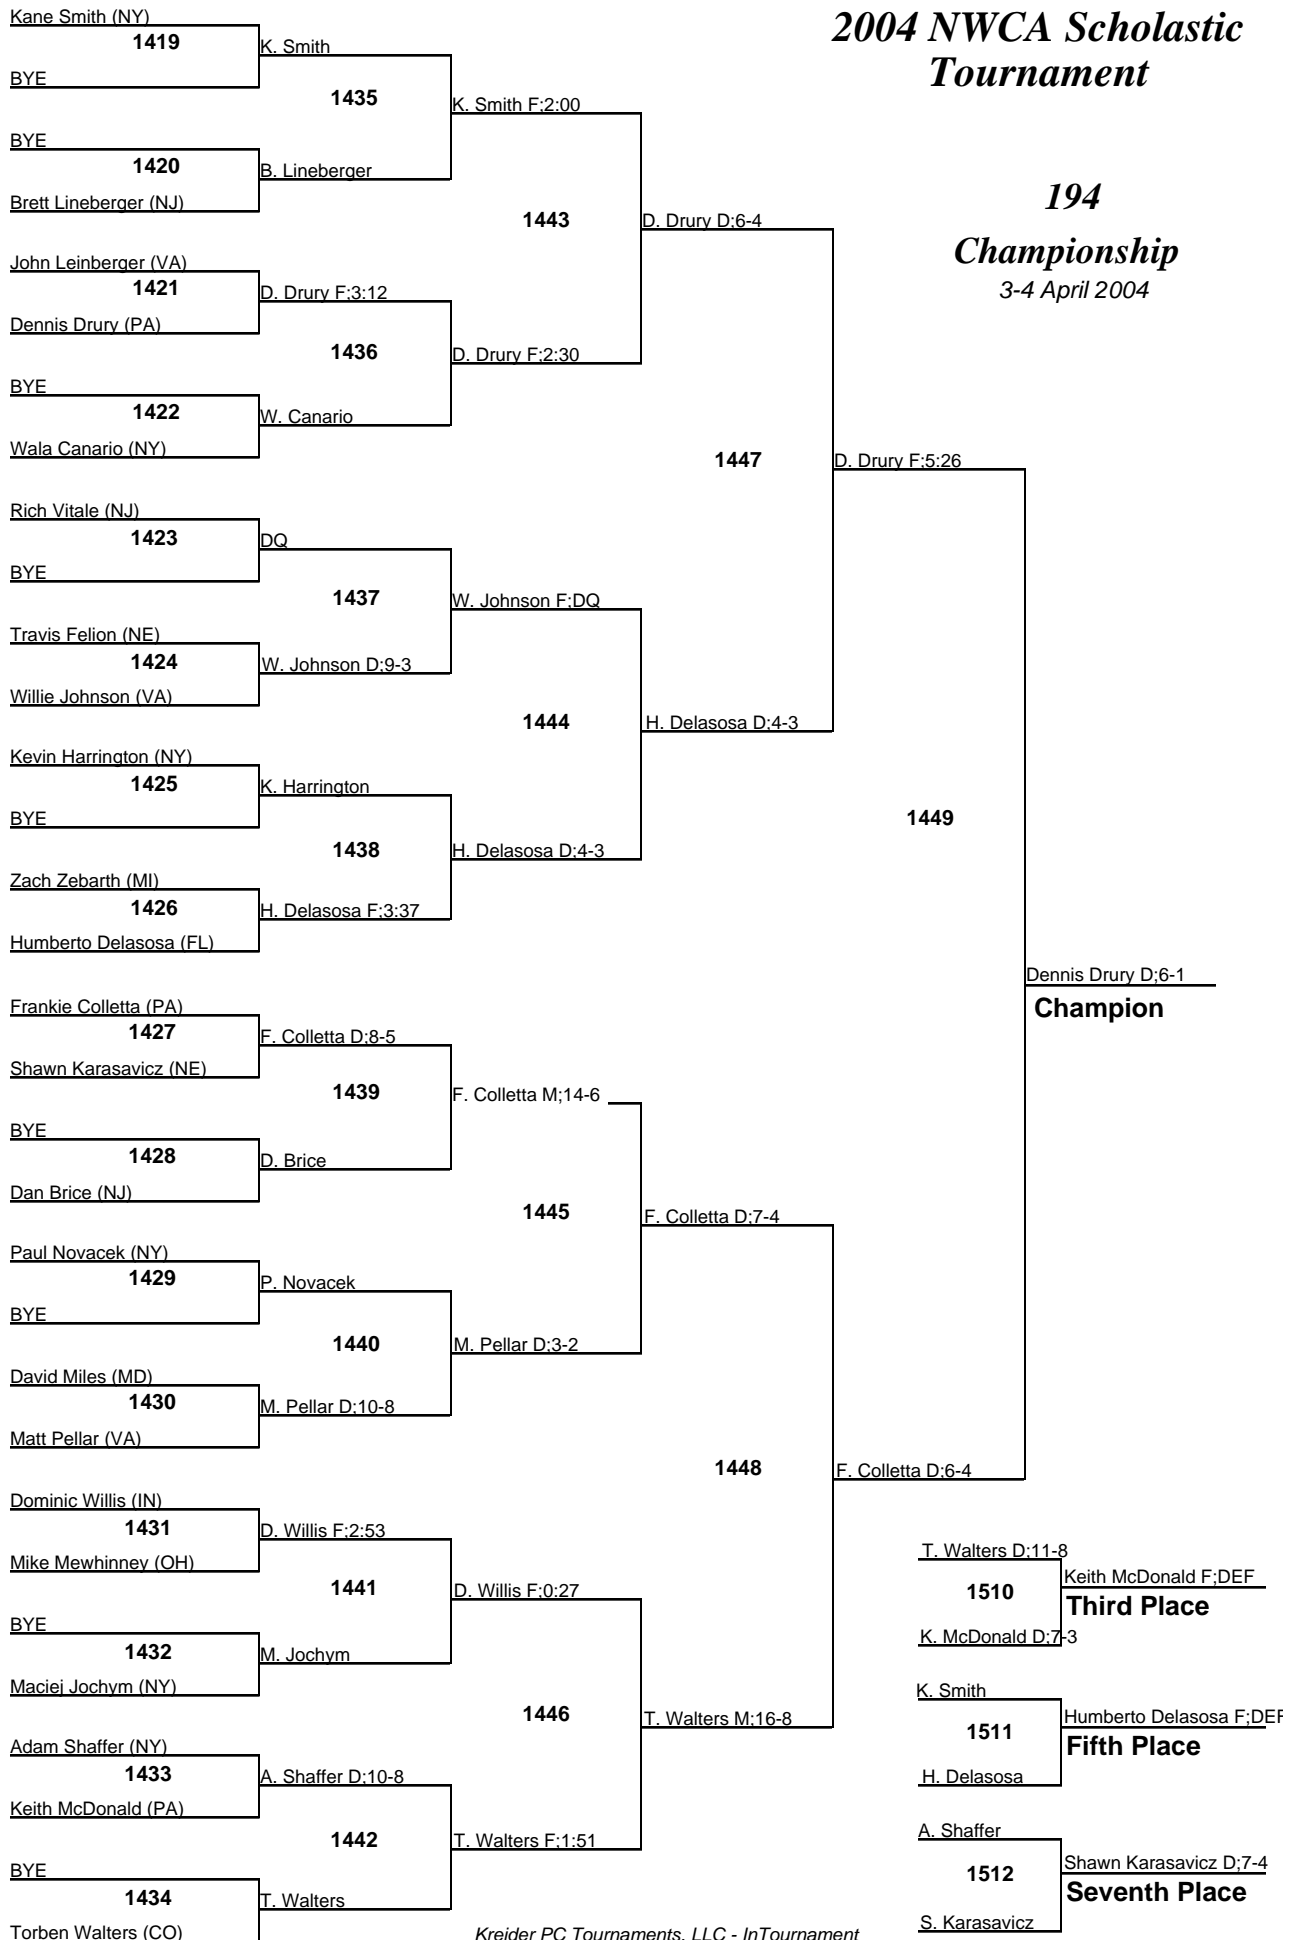 2004 NWCA Scholastic
Tournament
194
Championship
3-4 April 2004
Kane Smith (NY)
1419
BYE
BYE
1420
Brett Lineberger (NJ)
John Leinberger (VA)
1421
Dennis Drury (PA)
BYE
1422
Wala Canario (NY)
Rich Vitale (NJ)
1423
BYE
Travis Felion (NE)
1424
Willie Johnson (VA)
Kevin Harrington (NY)
1425
BYE
Zach Zebarth (MI)
1426
Humberto Delasosa (FL)
Frankie Colletta (PA)
1427
Shawn Karasavicz (NE)
BYE
1428
Dan Brice (NJ)
Paul Novacek (NY)
1429
BYE
David Miles (MD)
1430
Matt Pellar (VA)
Dominic Willis (IN)
1431
Mike Mewhinney (OH)
BYE
1432
Maciej Jochym (NY)
Adam Shaffer (NY)
1433
Keith McDonald (PA)
BYE
1434
Torben Walters (CO)
K. Smith
1435
B. Lineberger
D. Drury F;3:12
1436
W. Canario
DQ
1437
W. Johnson D;9-3
K. Harrington
1438
H. Delasosa F;3:37
F. Colletta D;8-5
1439
D. Brice
P. Novacek
1440
M. Pellar D;10-8
D. Willis F;2:53
1441
M. Jochym
A. Shaffer D;10-8
1442
T. Walters
K. Smith F;2:00
1443
D. Drury F;2:30
W. Johnson F;DQ
1444
H. Delasosa D;4-3
F. Colletta M;14-6
1445
M. Pellar D;3-2
D. Willis F;0:27
1446
T. Walters F;1:51
D. Drury D;6-4
1447
H. Delasosa D;4-3
F. Colletta D;7-4
1448
T. Walters M;16-8
D. Drury F;5:26
1449
F. Colletta D;6-4
Dennis Drury D;6-1
Champion
T. Walters D;11-8
1510
K. McDonald D;7-3
Keith McDonald F;DEF
Third Place
K. Smith
1511
H. Delasosa
Humberto Delasosa F;DEF
Fifth Place
A. Shaffer
1512
S. Karasavicz
Shawn Karasavicz D;7-4
Seventh Place
Kreider PC Tournaments, LLC - InTournament